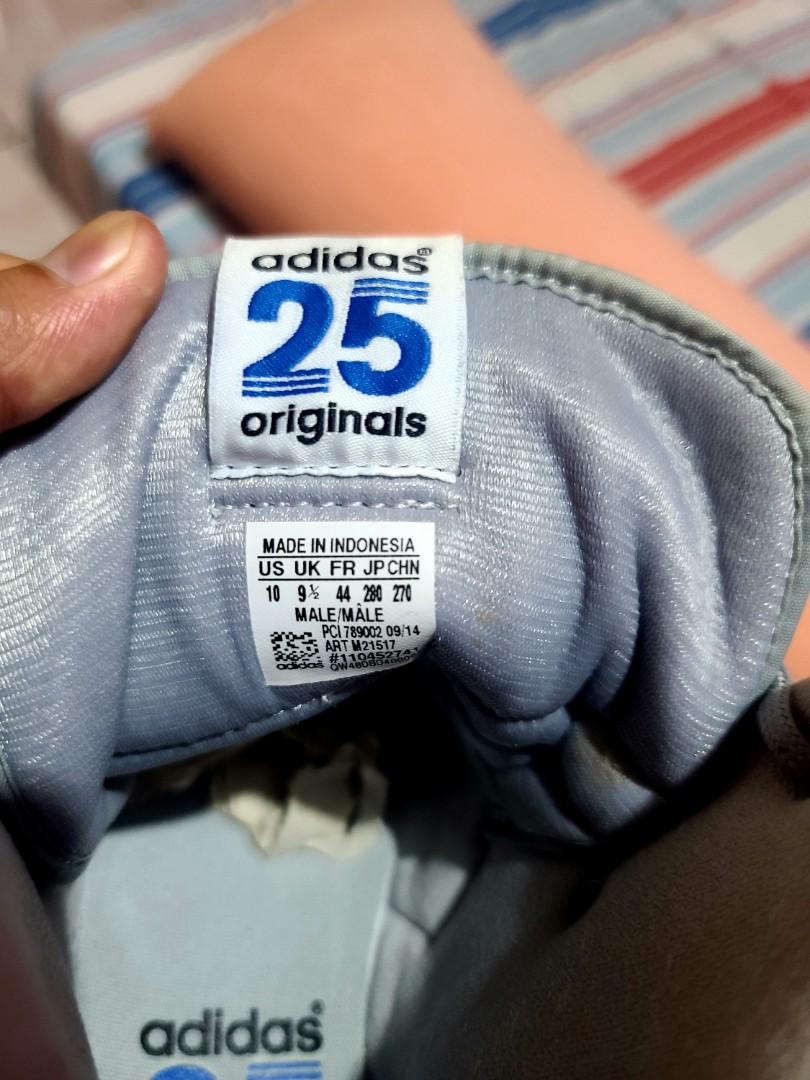 adidas®
25
originals
MADE IN INDONESIA
US UK FR JP CHN
10 9½ 44 280 270
MALE/MÂLE
PCI 789002 09/14
ART M21517
adidas
adidas®